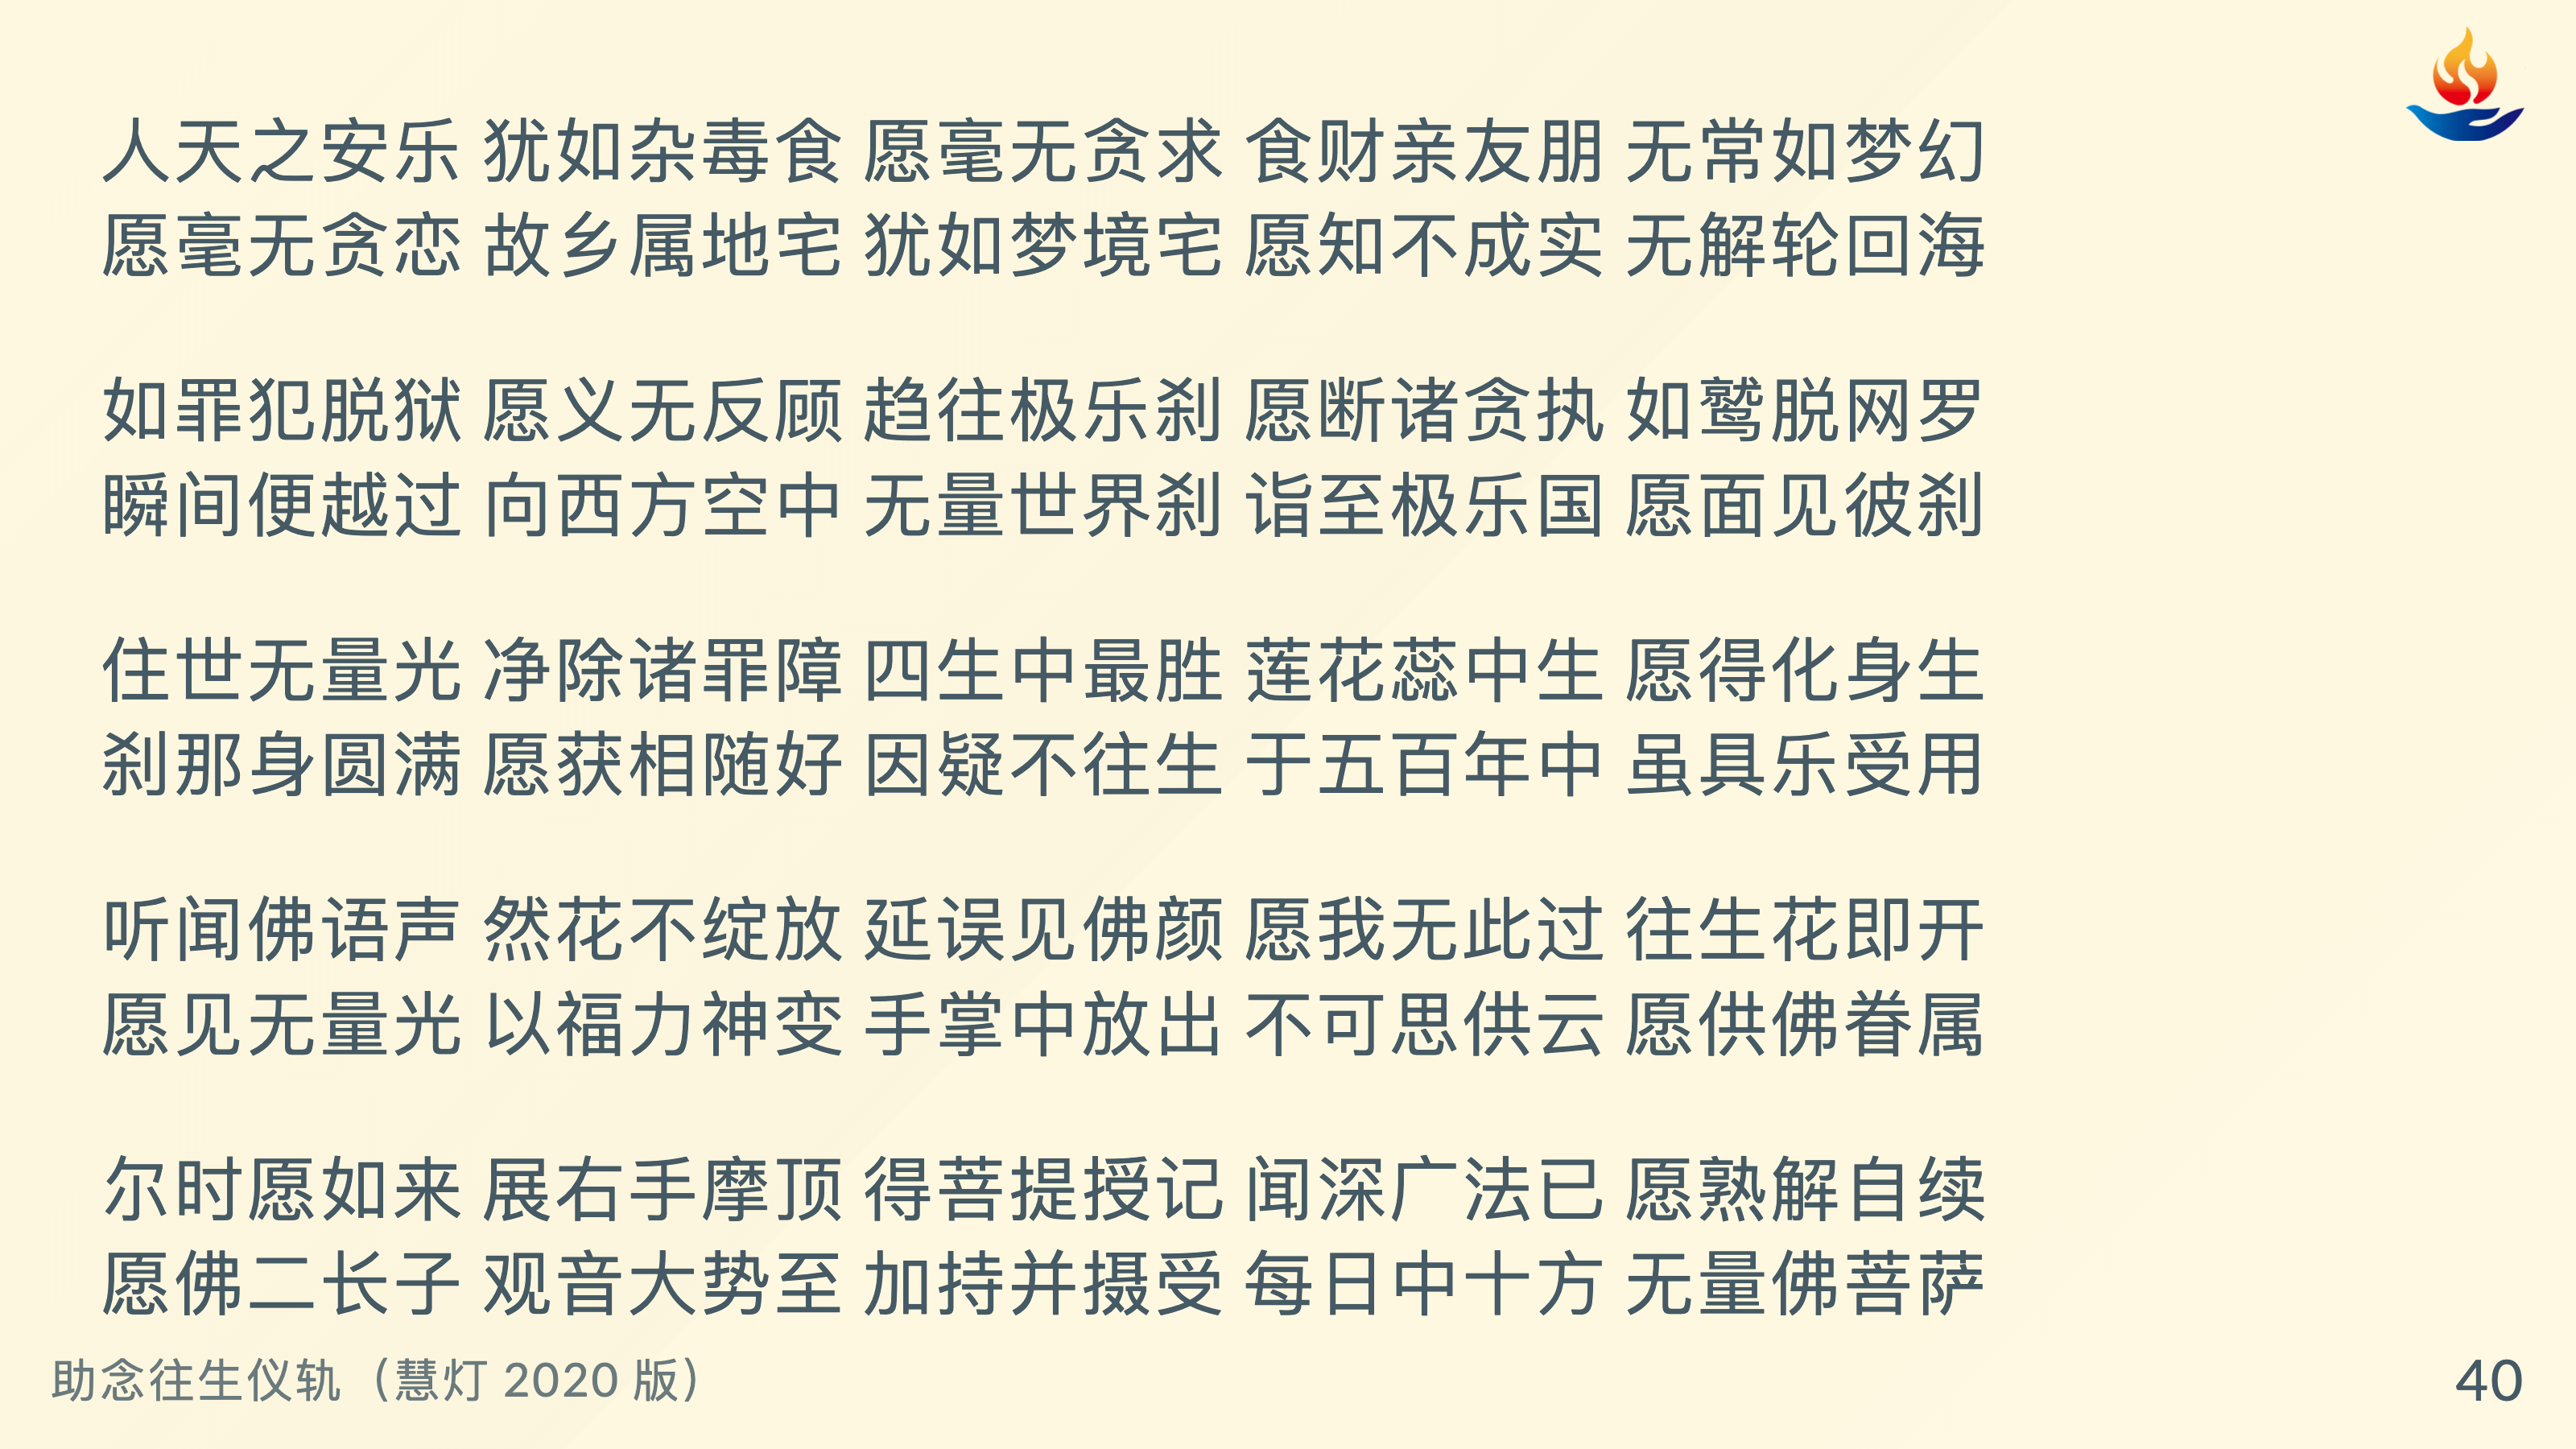 人天之安乐 犹如杂毒食 愿毫无贪求 食财亲友朋 无常如梦幻
愿毫无贪恋 故乡属地宅 犹如梦境宅 愿知不成实 无解轮回海
如罪犯脱狱 愿义无反顾 趋往极乐刹 愿断诸贪执 如鹫脱网罗
瞬间便越过 向西方空中 无量世界刹 诣至极乐国 愿面见彼刹
住世无量光 净除诸罪障 四生中最胜 莲花蕊中生 愿得化身生
刹那身圆满 愿获相随好 因疑不往生 于五百年中 虽具乐受用
听闻佛语声 然花不绽放 延误见佛颜 愿我无此过 往生花即开
愿见无量光 以福力神变 手掌中放出 不可思供云 愿供佛眷属
尔时愿如来 展右手摩顶 得菩提授记 闻深广法已 愿熟解自续
愿佛二长子 观音大势至 加持并摄受 每日中十方 无量佛菩萨
助念往生仪轨（慧灯 2020 版）
40